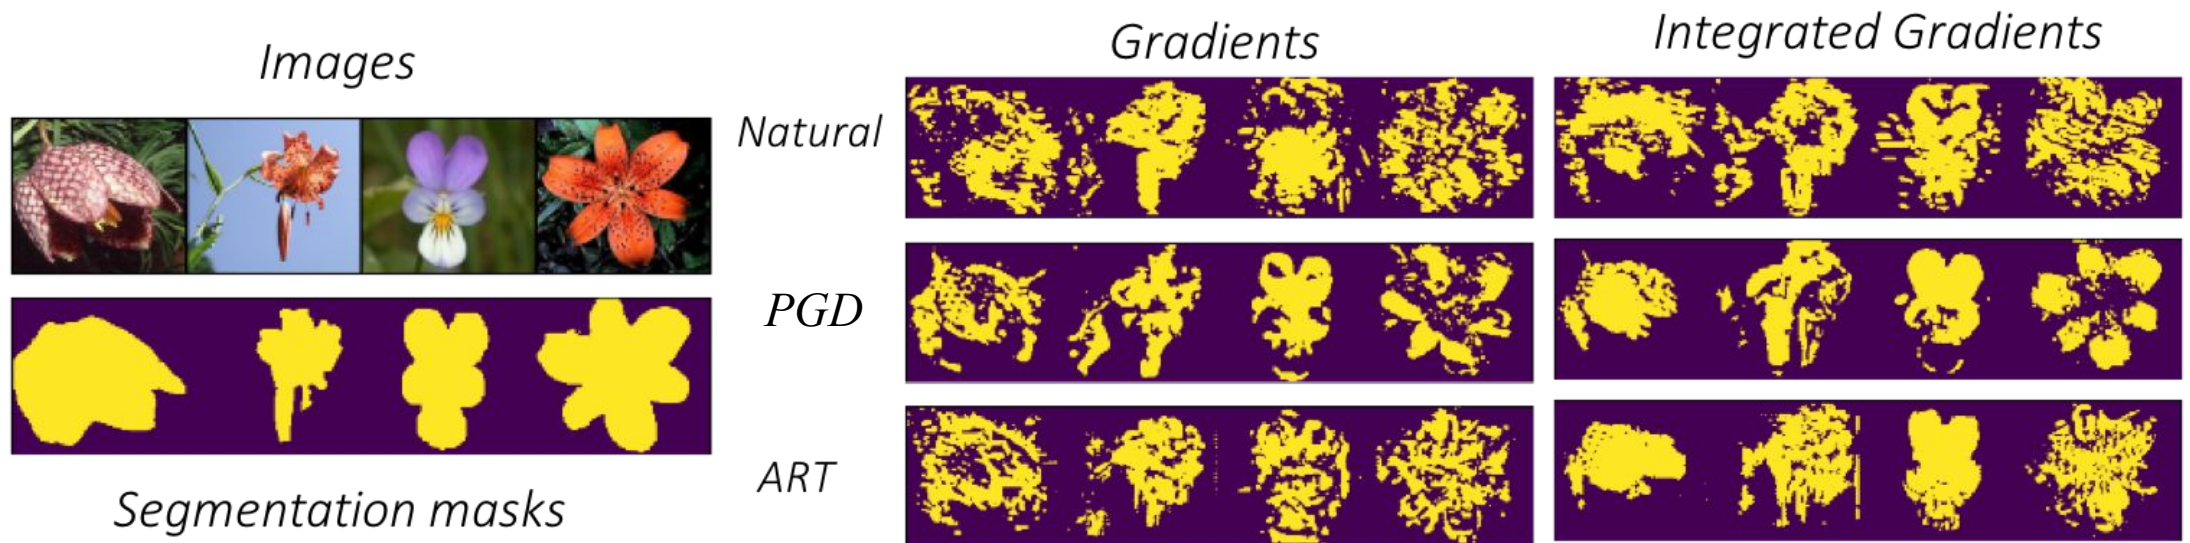 Images
Segmentation masks
Gradients
Integrated Gradients
Natural
PGD
ART